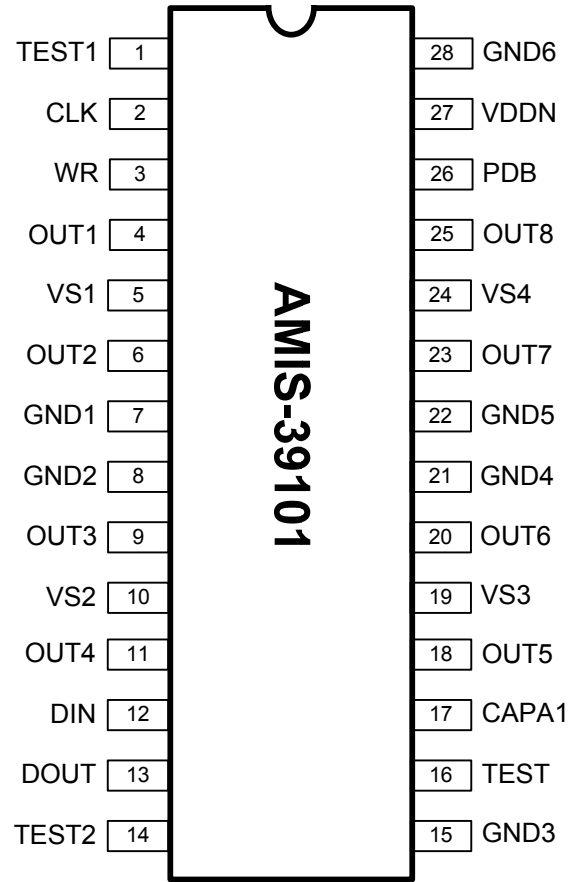 TEST1 1 28 GND6
CLK 2 27 VDDN
WR 3 26 PDB
OUT1 4 25 OUT8
VS1 5 24 VS4
OUT2 6 23 OUT7
GND1 7 22 GND5
GND2 8 21 GND4
OUT3 9 20 OUT6
VS2 10 19 VS3
OUT4 11 18 OUT5
DIN 12 17 CAPA1
DOUT 13 16 TEST
TEST2 14 15 GND3
AMIS-39101